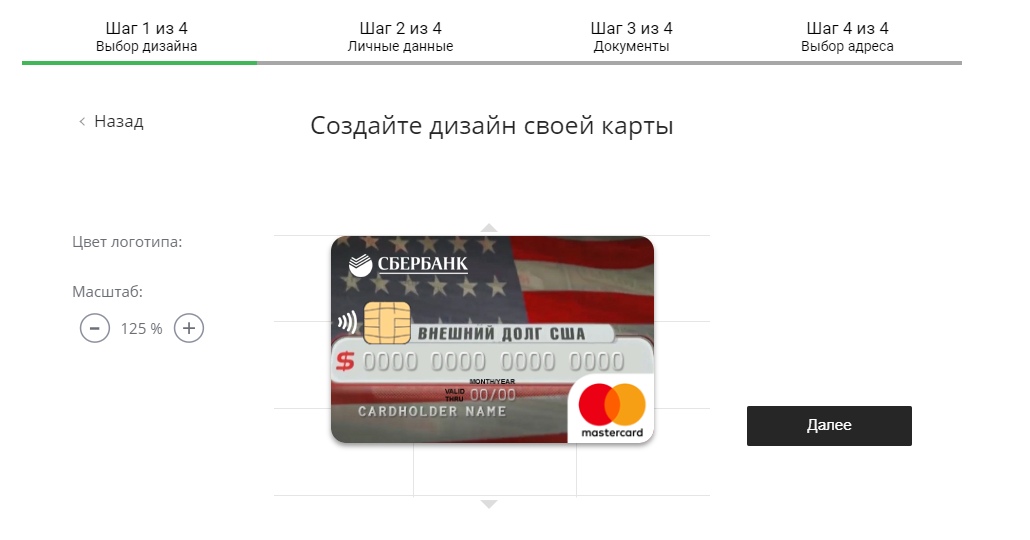 Шаг 1 из 4
Выбор дизайна
Шаг 2 из 4
Личные данные
Шаг 3 из 4
Документы
Шаг 4 из 4
Выбор адреса
Назад
Создайте дизайн своей карты
Цвет логотипа:
Масштаб:
125 %
СБЕРБАНК
ВНЕШНИЙ ДОЛГ США
$ 0000 0000 0000 0000
MONTH/YEAR
VALID THRU 00/00
CARDHOLDER NAME
mastercard
Далее